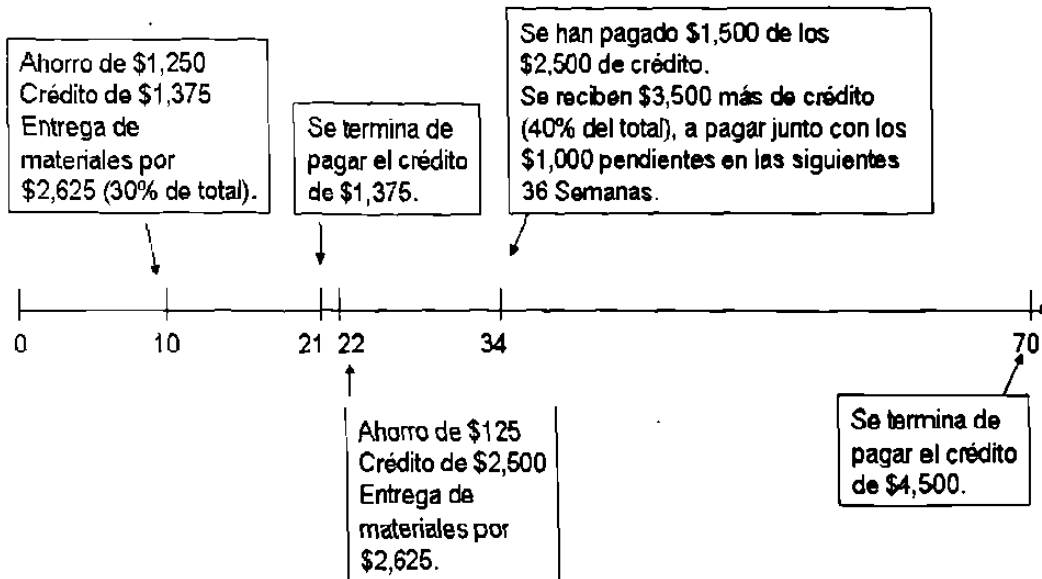 Ahorro de $1,250
Crédito de $1,375
Entrega de
materiales por
$2,625 (30% de total).
Se termina de
pagar el crédito
de $1,375.
Se han pagado $1,500 de los
$2,500 de crédito.
Se reciben $3,500 más de crédito
(40% del total), a pagar junto con los
$1,000 pendientes en las siguientes
36 Semanas.
0 10 21 22 34 70
Ahorro de $125
Crédito de $2,500
Entrega de
materiales por
$2,625.
Se termina de
pagar el crédito
de $4,500.